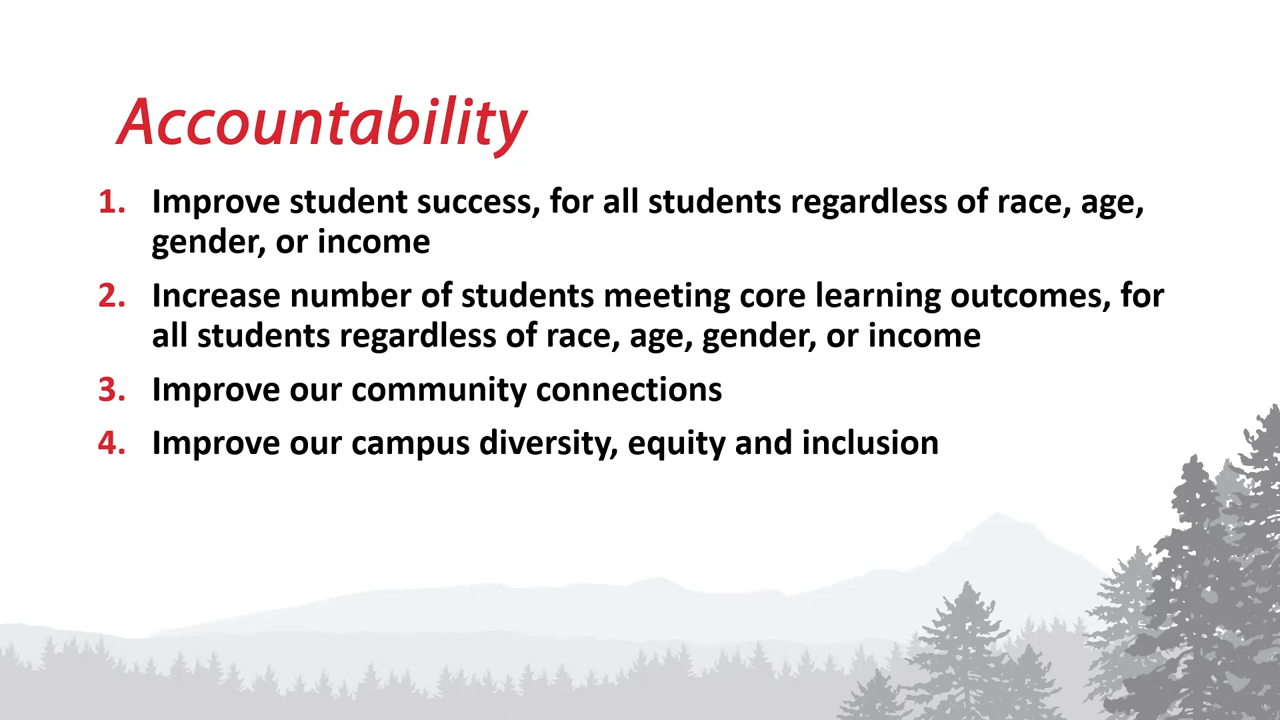 Accountability
1. Improve student success, for all students regardless of race, age,
gender, or income
2. Increase number of students meeting core learning outcomes, for
all students regardless of race, age, gender, or income
3. Improve our community connections
4. Improve our campus diversity, equity and inclusion